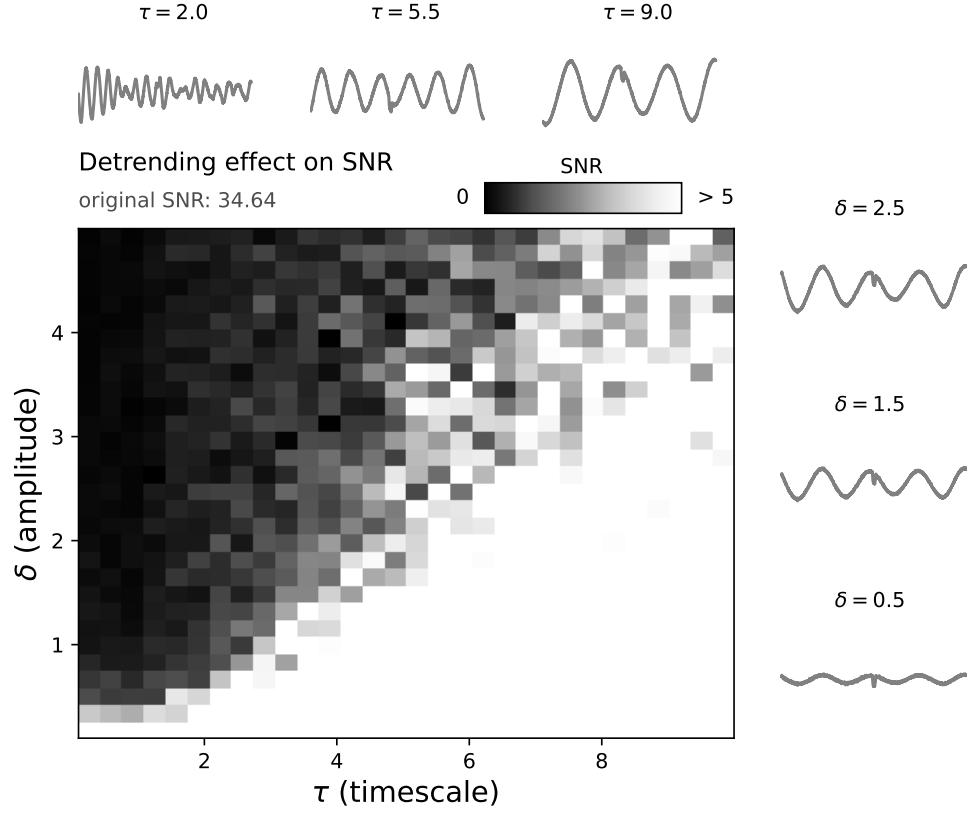 τ = 2.0
τ = 5.5
τ = 9.0
Detrending effect on SNR
original SNR: 34.64
SNR
0
> 5
δ = 2.5
δ = 1.5
δ = 0.5
4
3
2
1
δ (amplitude)
2
4
6
8
τ (timescale)